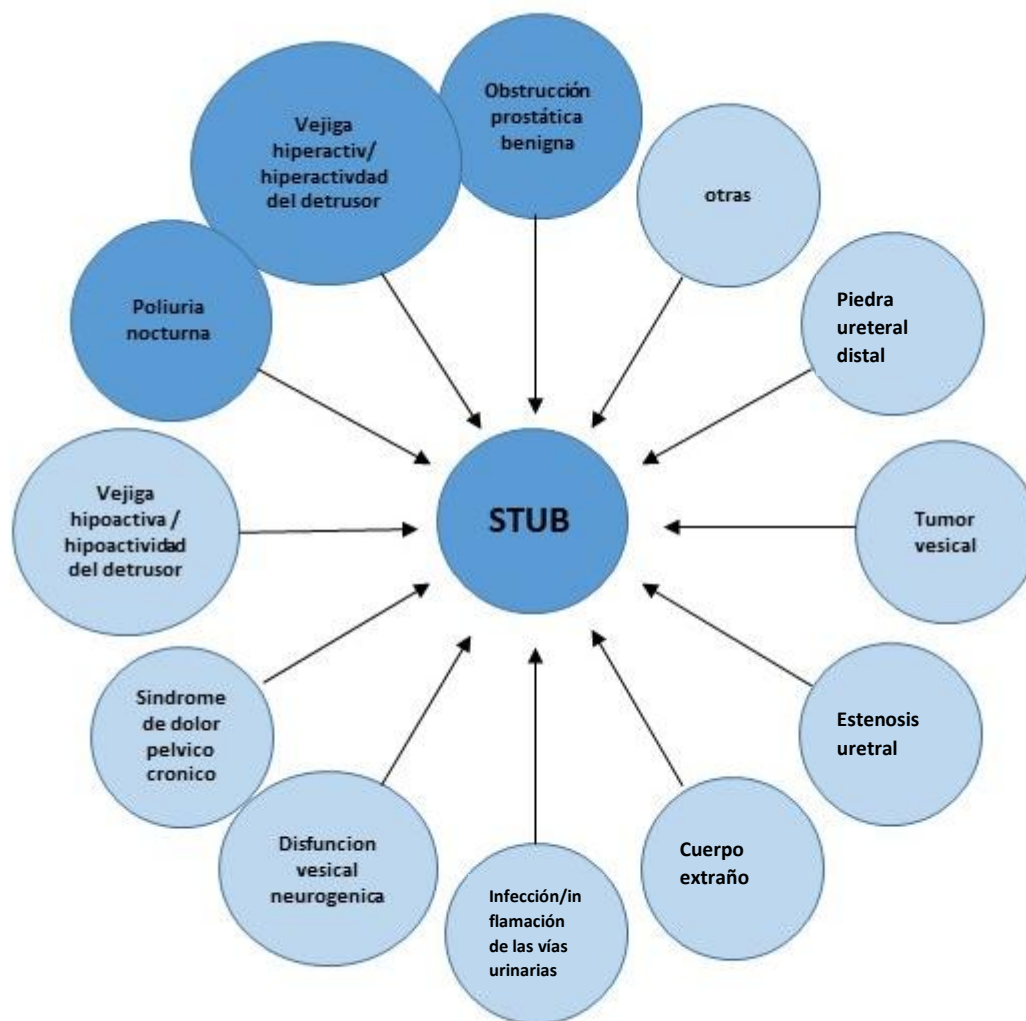 Obstrucción
prostática
benigna
otras
Piedra
ureteral
distal
Tumor
vesical
Estenosis
uretral
Cuerpo
extraño
Infección/in
flamación
de las vías
urinarias
Disfuncion
vesical
neurogenica
Sindrome
de dolor
pelvico
cronico
Vejiga
hipoactiva /
hipoactividad
del detrusor
Poliuria
nocturna
Vejiga
hiperactiv/
hiperactivdad
del detrusor
STUB